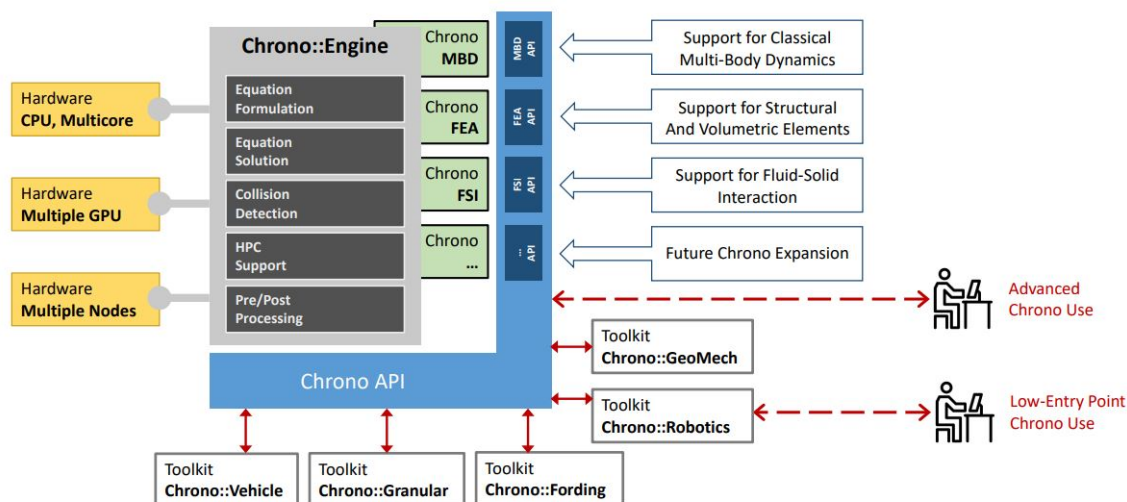 Chrono::Engine
Equation
Formulation
Equation
Solution
Collision
Detection
HPC
Support
Pre/Post
Processing
Hardware
CPU, Multicore
Hardware
Multiple GPU
Hardware
Multiple Nodes
Chrono
MBD
Chrono
FEA
Chrono
FSI
Chrono
...
MBD
API
FEA
API
FSI
API
...
API
Support for Classical
Multi-Body Dynamics
Support for Structural
And Volumetric Elements
Support for Fluid-Solid
Interaction
Future Chrono Expansion
Advanced
Chrono Use
Toolkit
Chrono::GeoMech
Chrono API
Toolkit
Chrono::Robotics
Low-Entry Point
Chrono Use
Toolkit
Chrono::Vehicle
Toolkit
Chrono::Granular
Toolkit
Chrono::Fording